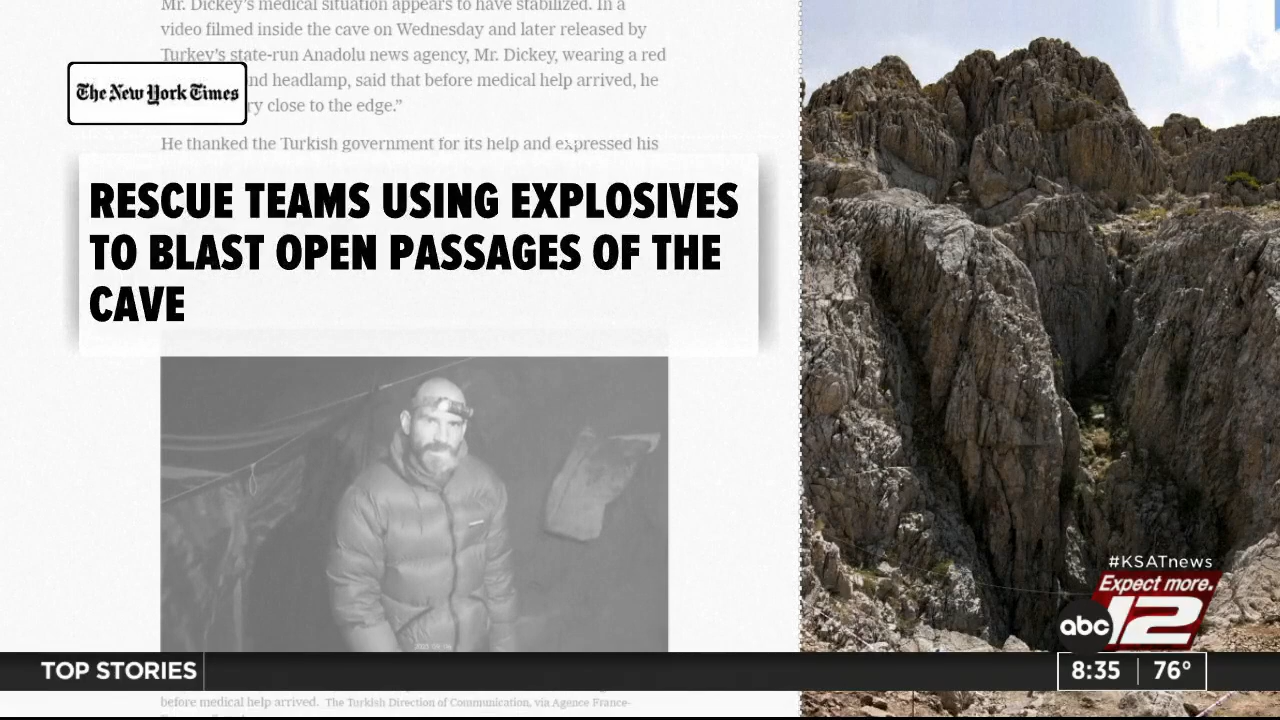 Mr. Dickey's medical situation appears to have stabilized. In a
video filmed inside the cave on Wednesday and later released by
Turkey's state-run Anadolu news agency, Mr. Dickey, wearing a red
nd headlamp, said that before medical help arrived, he
ry close to the edge."
The New York Times
He thanked the Turkish government for its help and expressed his
RESCUE TEAMS USING EXPLOSIVES
TO BLAST OPEN PASSAGES OF THE
CAVE
#KSATnews
Expect more.
abc 12
TOP STORIES
8:35 76°
before medical help arrived. The Turkish Direction of Communication, via Agence France-